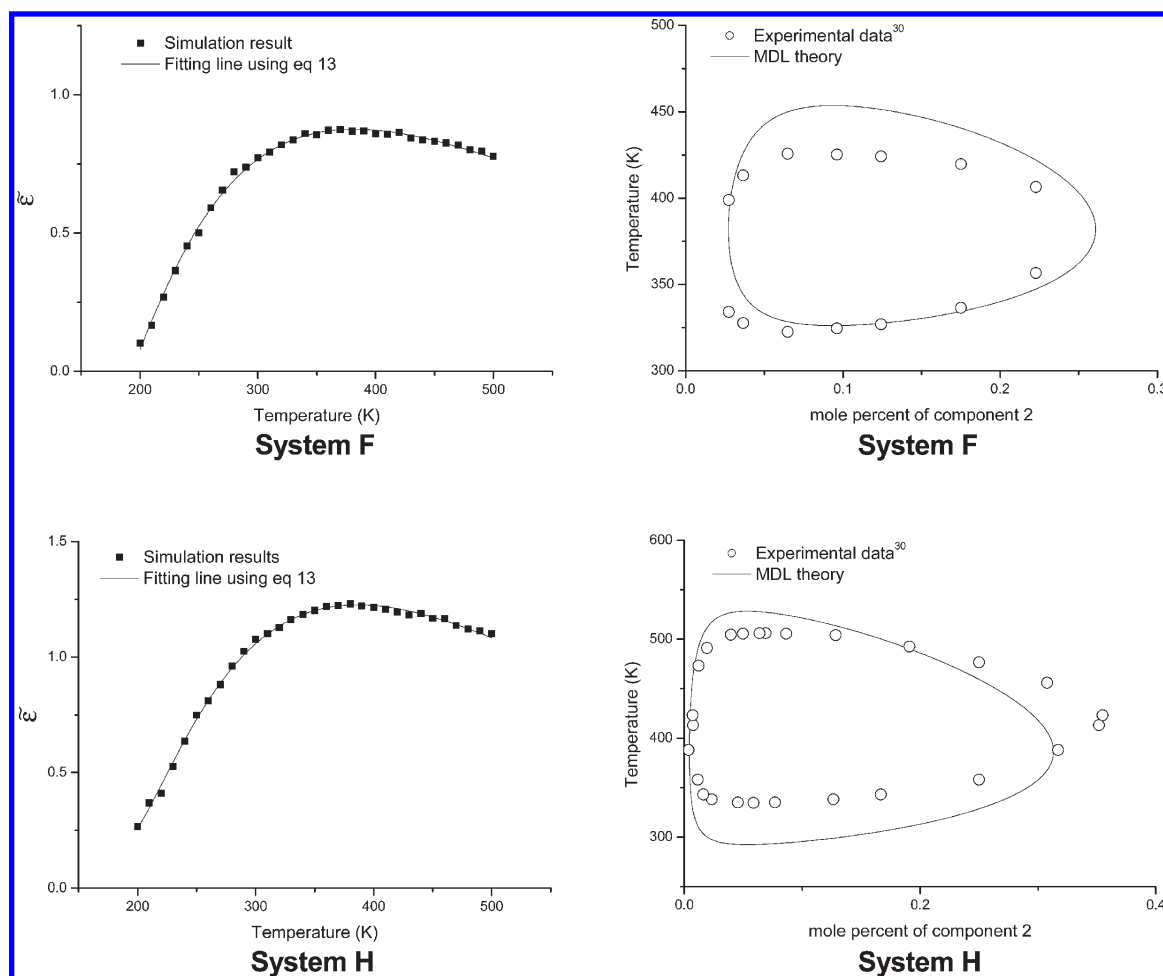 Simulation result
Fitting line using eq 13
1.0
0.5
0.0
ε̃
200
300
400
500
Temperature (K)
System F
Experimental data30
MDL theory
500
450
400
350
300
Temperature (K)
0.0
0.1
0.2
0.3
mole percent of component 2
System F
Simulation results
Fitting line using eq 13
1.5
1.0
0.5
0.0
ε̃
200
300
400
500
Temperature (K)
System H
Experimental data30
MDL theory
600
500
400
300
Temperature (K)
0.0
0.2
0.4
mole percent of component 2
System H